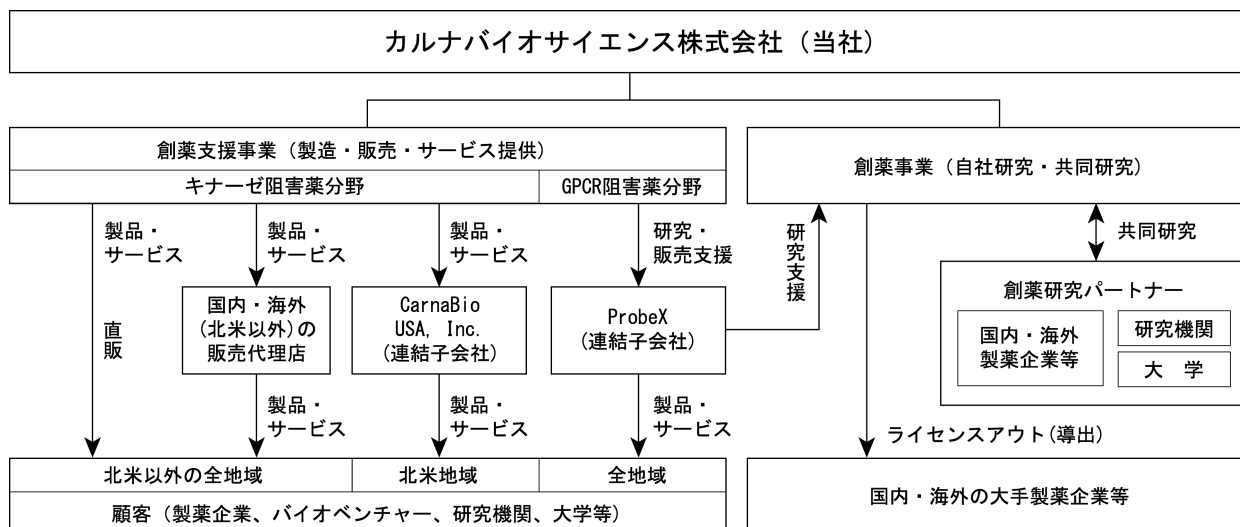 カルナバイオサイエンス株式会社（当社）
創薬支援事業（製造・販売・サービス提供）
キナーゼ阻害薬分野
GPCR阻害薬分野
創薬事業（自社研究・共同研究）
製品・
サービス
製品・
サービス
製品・
サービス
研究・
販売支援
研究支援
共同研究
直販
国内・海外
(北米以外)の
販売代理店
CarnaBio
USA, Inc.
(連結子会社)
ProbeX
(連結子会社)
創薬研究パートナー
国内・海外
製薬企業等
研究機関
大　学
製品・
サービス
製品・
サービス
製品・
サービス
ライセンスアウト(導出)
北米以外の全地域
北米地域
全地域
顧客（製薬企業、バイオベンチャー、研究機関、大学等）
国内・海外の大手製薬企業等